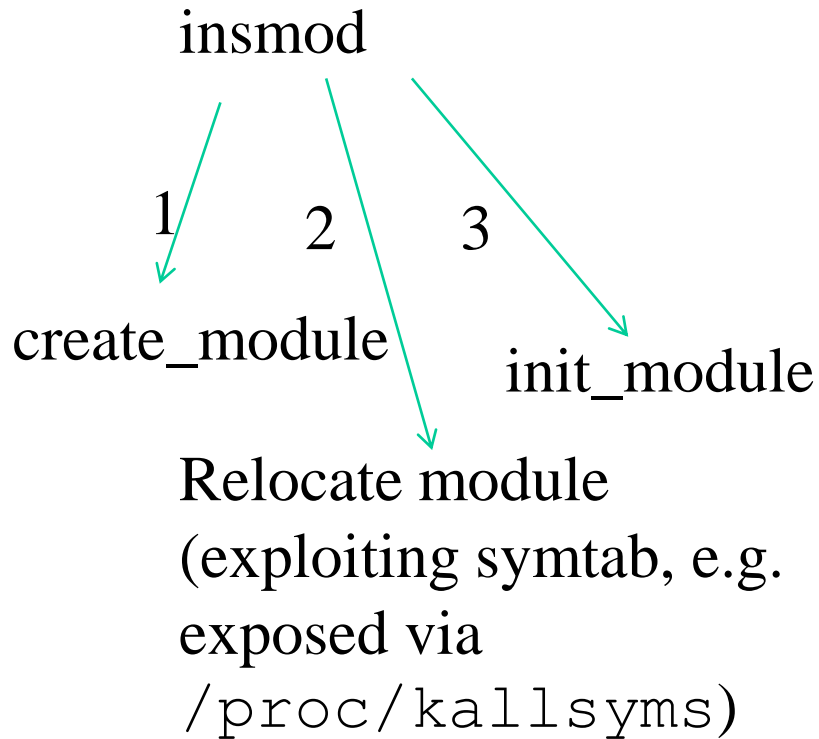 insmod
1
2
3
create_module
init_module
Relocate module
(exploiting symtab, e.g.
exposed via
/proc/kallsyms)